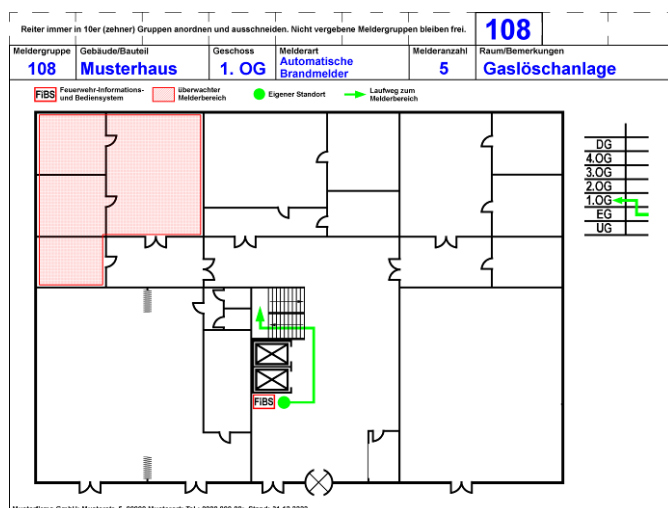 Reiter immer in 10er (zehner) Gruppen anordnen und ausschneiden. Nicht vergebene Meldergruppen bleiben frei.
108
Meldergruppe Gebäude/Bauteil Geschoss Melderart Melderanzahl Raum/Bemerkungen
108 Musterhaus 1. OG Automatische Brandmelder 5 Gaslöschanlage
FiBS Feuerwehr-Informations- und Bediensystem
überwachter Melderbereich
Eigener Standort
Laufweg zum Melderbereich
DG
4.OG
3.OG
2.OG
1.OG
EG
UG
FiBS